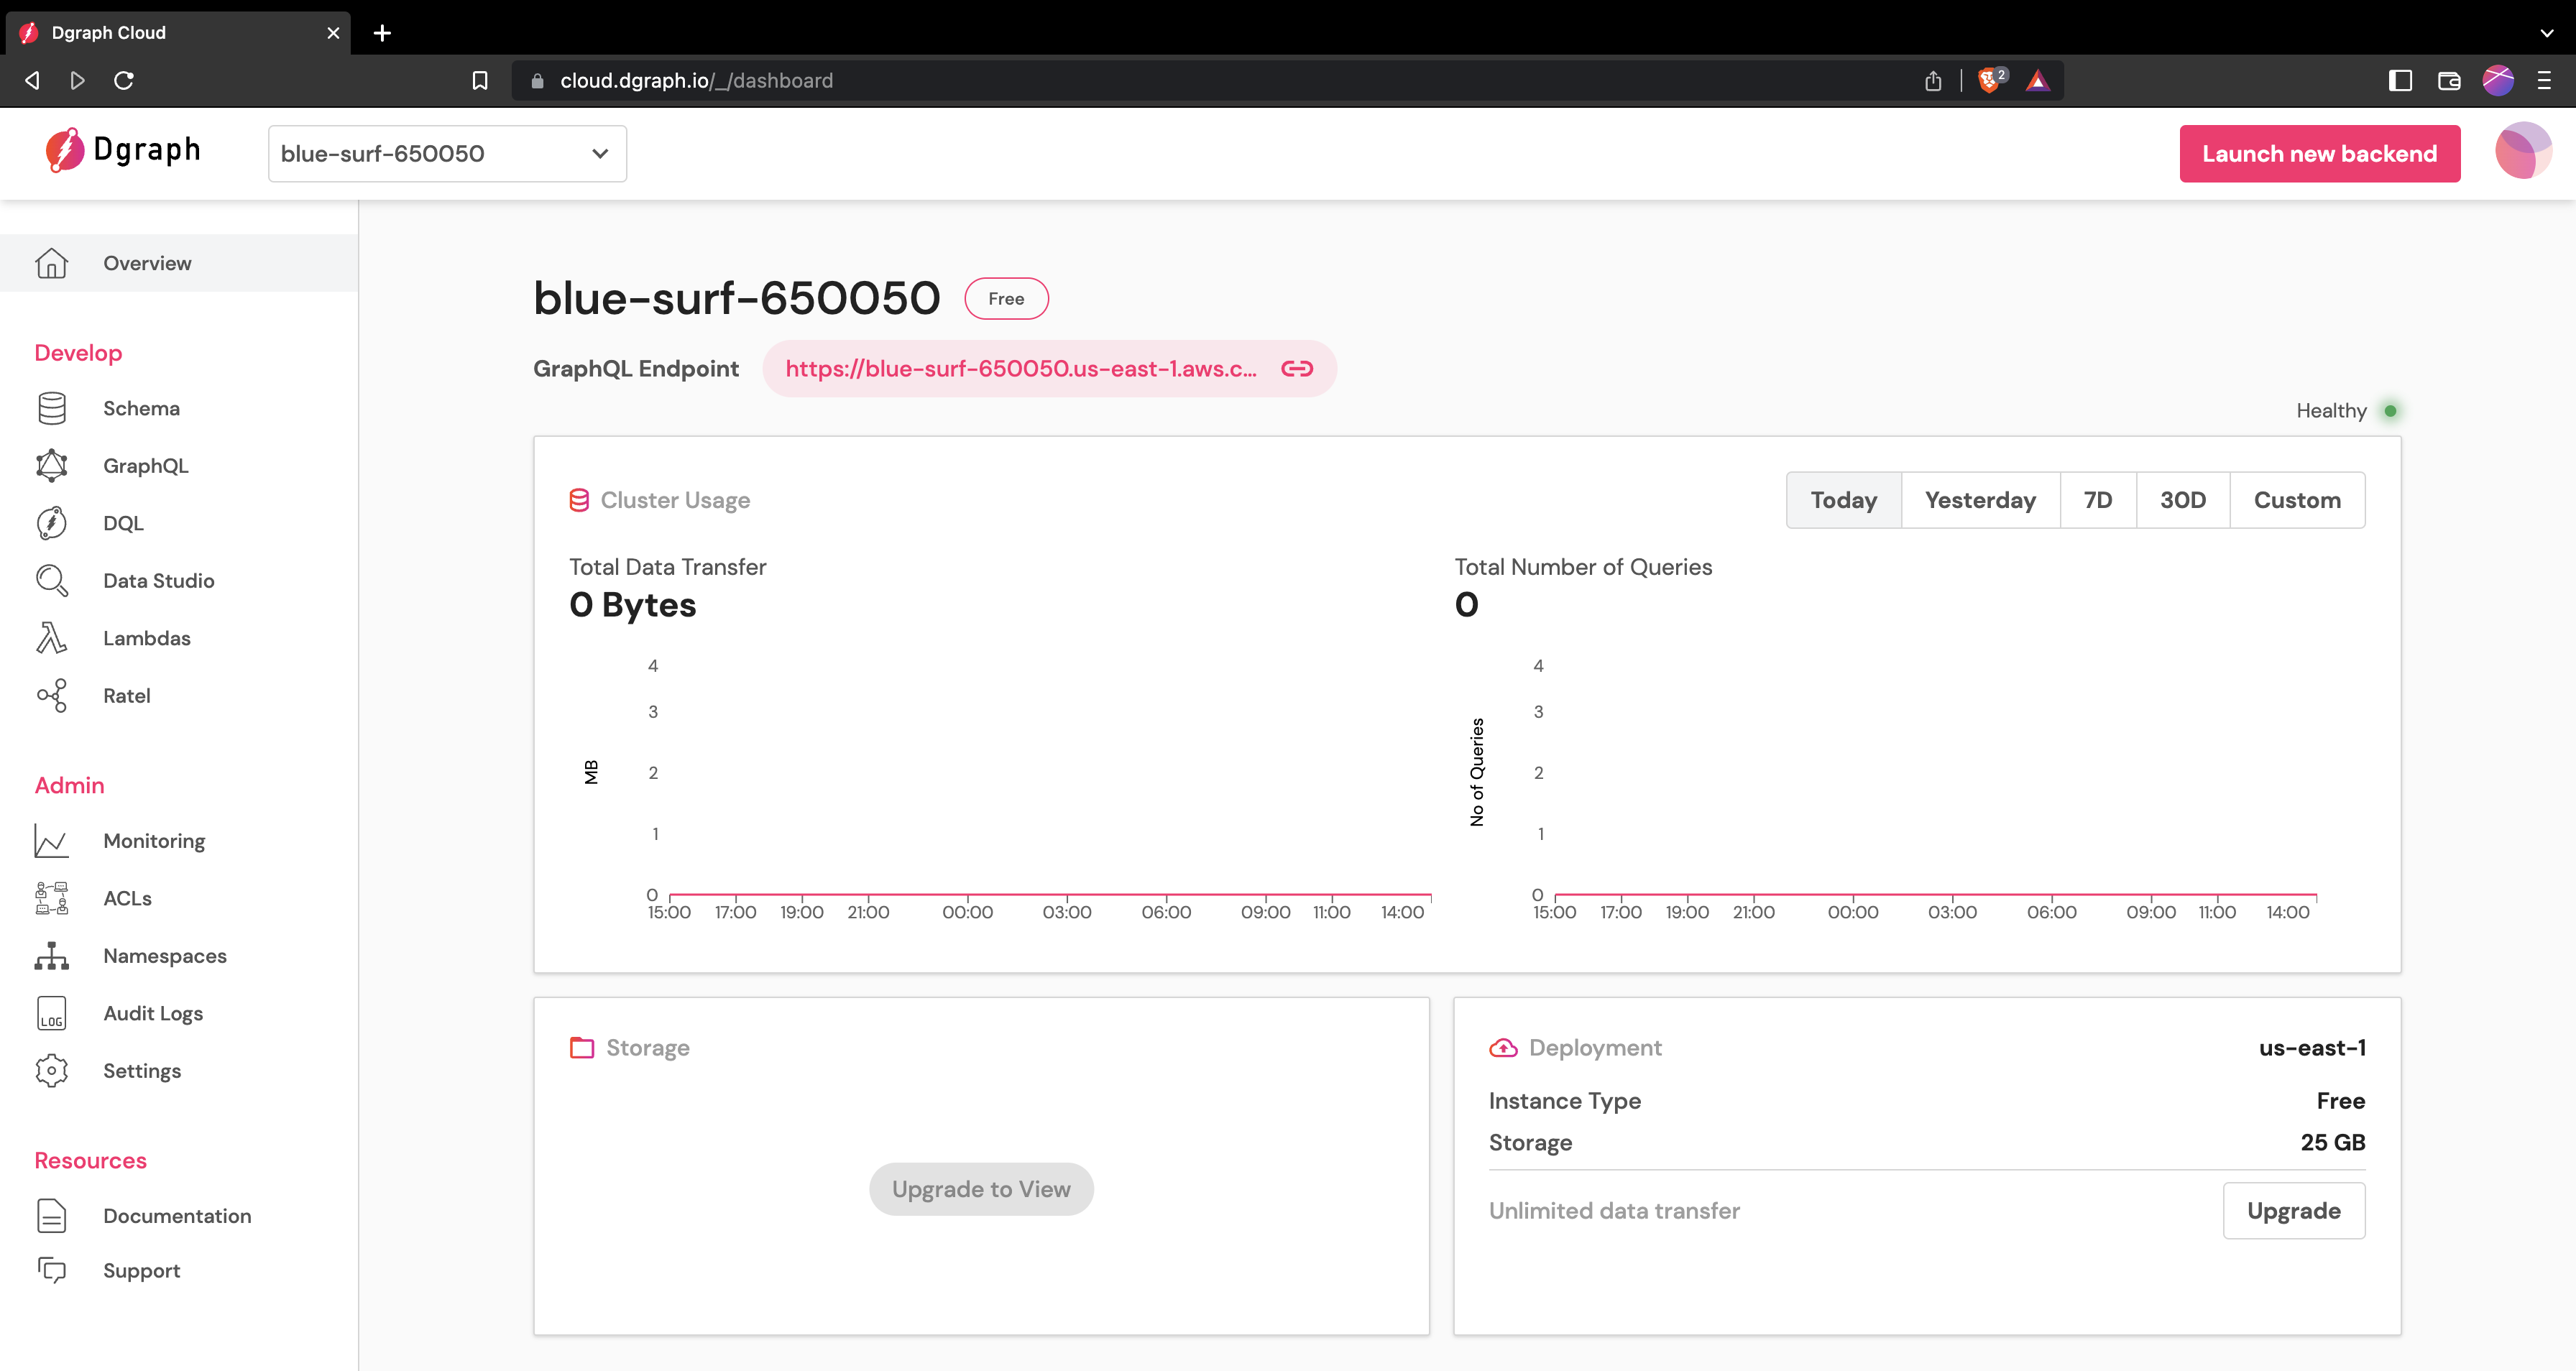 Dgraph Cloud
cloud.dgraph.io/_/dashboard
2
Dgraph
blue-surf-650050
Launch new backend
Overview
Develop
Schema
GraphQL
DQL
Data Studio
Lambdas
Ratel
Admin
Monitoring
ACLs
Namespaces
LOG
Audit Logs
Settings
Resources
Documentation
Support
blue-surf-650050 Free
GraphQL Endpoint https://blue-surf-650050.us-east-1.aws.c...
Healthy
Cluster Usage
Today Yesterday 7D 30D Custom
Total Data Transfer
0 Bytes
MB
4
3
2
1
0
15:00 17:00 19:00 21:00 00:00 03:00 06:00 09:00 11:00 14:00
Total Number of Queries
0
No of Queries
4
3
2
1
0
15:00 17:00 19:00 21:00 00:00 03:00 06:00 09:00 11:00 14:00
Storage
Upgrade to View
Deployment us-east-1
Instance Type Free
Storage 25 GB
Unlimited data transfer Upgrade